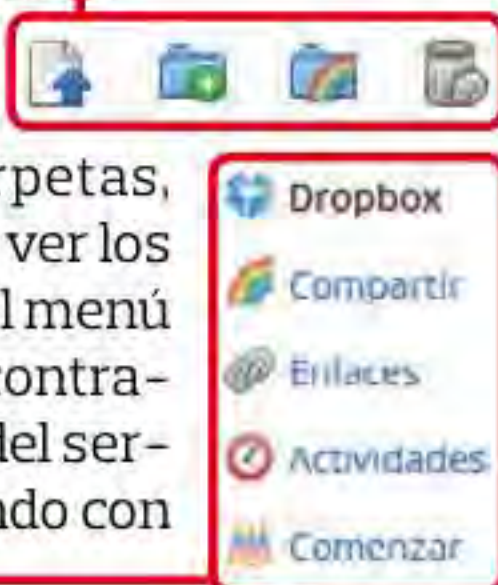 rpetas,
ver los
l menú
contra-
del ser-
ndo con
Dropbox
Compartir
Enlaces
Actividades
Comenzar